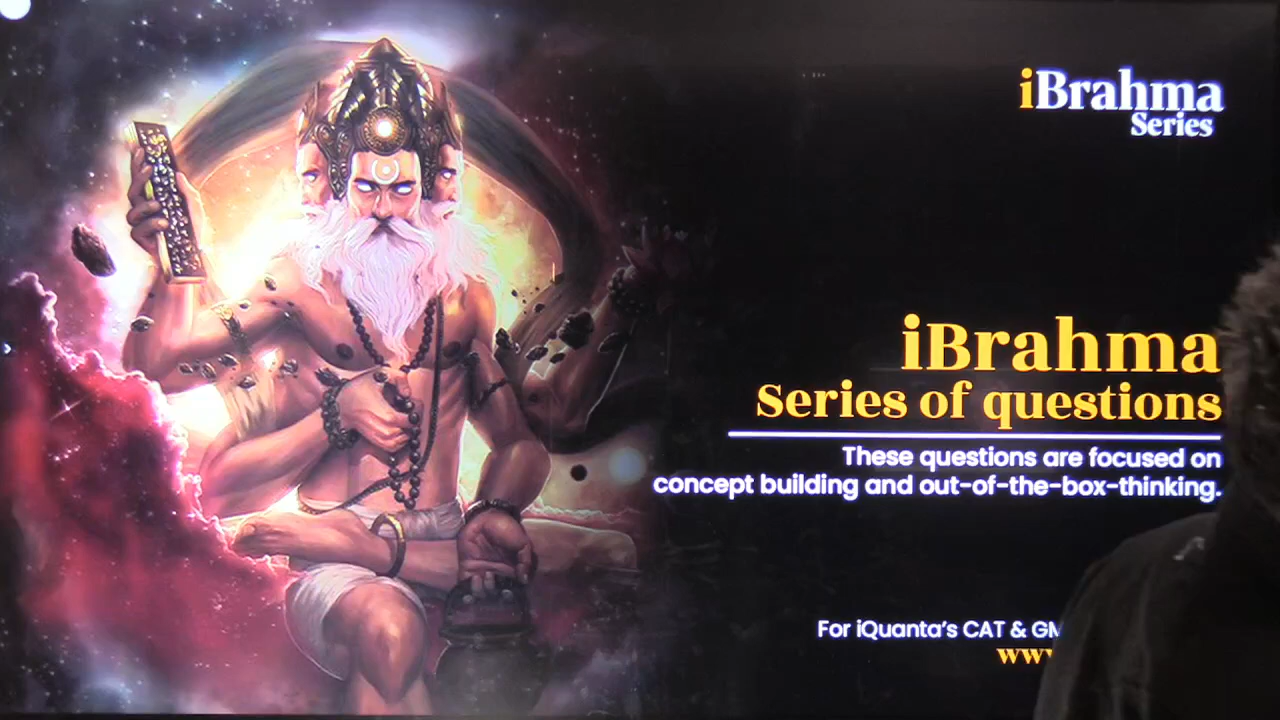 iBrahma
Series
iBrahma
Series of questions
These questions are focused on
concept building and out-of-the-box-thinking.
For iQuanta's CAT &